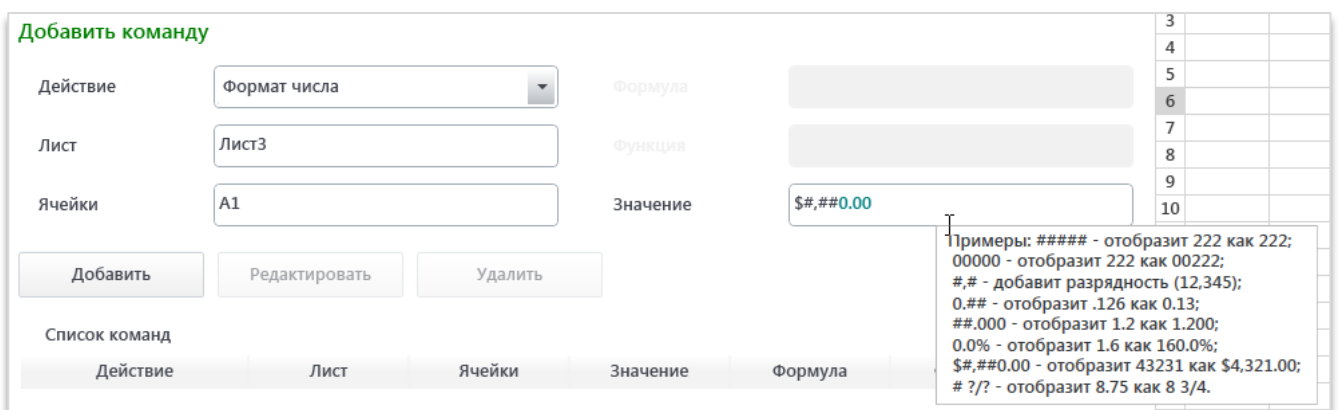 Добавить команду
Действие
Формат числа
Формула
Лист
Лист3
Функция
Ячейки
A1
Значение
$#,##0.00
Добавить
Редактировать
Удалить
Примеры: ##### - отобразит 222 как 222;
00000 - отобразит 222 как 00222;
#,# - добавит разрядность (12,345);
0.## - отобразит .126 как 0.13;
##.000 - отобразит 1.2 как 1.200;
0.0% - отобразит 1.6 как 160.0%;
$#,##0.00 - отобразит 43231 как $4,321.00;
# ?/? - отобразит 8.75 как 8 3/4.
Список команд
Действие
Лист
Ячейки
Значение
Формула
3
4
5
6
7
8
9
10